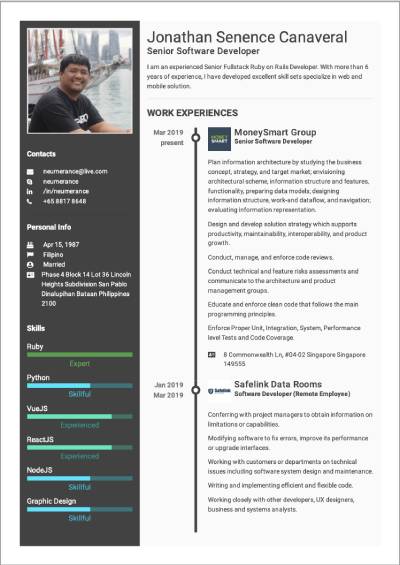 Jonathan Senence Canaveral
Senior Software Developer
I am an experienced Senior Fullstack Ruby on Rails Developer. With more than 6
years of experience, I have developed excellent skill sets specialize in web and
mobile solution.
Contacts
neumerance@live.com
neumerance
/in/neumerance
+65 8817 8648
Personal Info
Apr 15, 1987
Filipino
Married
Phase 4 Block 14 Lot 36 Lincoln
Heights Subdivision San Pablo
Dinalupihan Bataan Philippines
2100
Skills
Ruby
Expert
Python
Skillful
VueJS
Experienced
ReactJS
Experienced
NodeJS
Skillful
Graphic Design
Skillful
WORK EXPERIENCES
Mar 2019
present
MONEY
SMART
MoneySmart Group
Senior Software Developer
Plan information architecture by studying the business
concept, strategy, and target market; envisioning
architectural-scheme, information structure and features,
functionality, preparing data models; designing
information structure, work-and dataflow, and navigation;
evaluating information representation.
Design and develop solution strategy which supports
productivity, maintainability, interoperability, and product
growth.
Conduct, manage, and enforce code reviews.
Conduct technical and feature risks assessments and
communicate to the architecture and product
management groups.
Educate and enforce clean code that follows the main
programming principles.
Enforce Proper Unit, Integration, System, Performance
level Tests and Code Coverage.
8 Commonwealth Ln, #04-02 Singapore Singapore
149555
Jan 2019
Mar 2019
Safelink
Safelink Data Rooms
Software Developer (Remote Employee)
Conferring with project managers to obtain information on
limitations or capabilities.
Modifying software to fix errors, improve its performance
or upgrade interfaces.
Working with customers or departments on technical
issues including software system design and maintenance.
Writing and implementing efficient and flexible code.
Working closely with other developers, UX designers,
business and systems analysts.